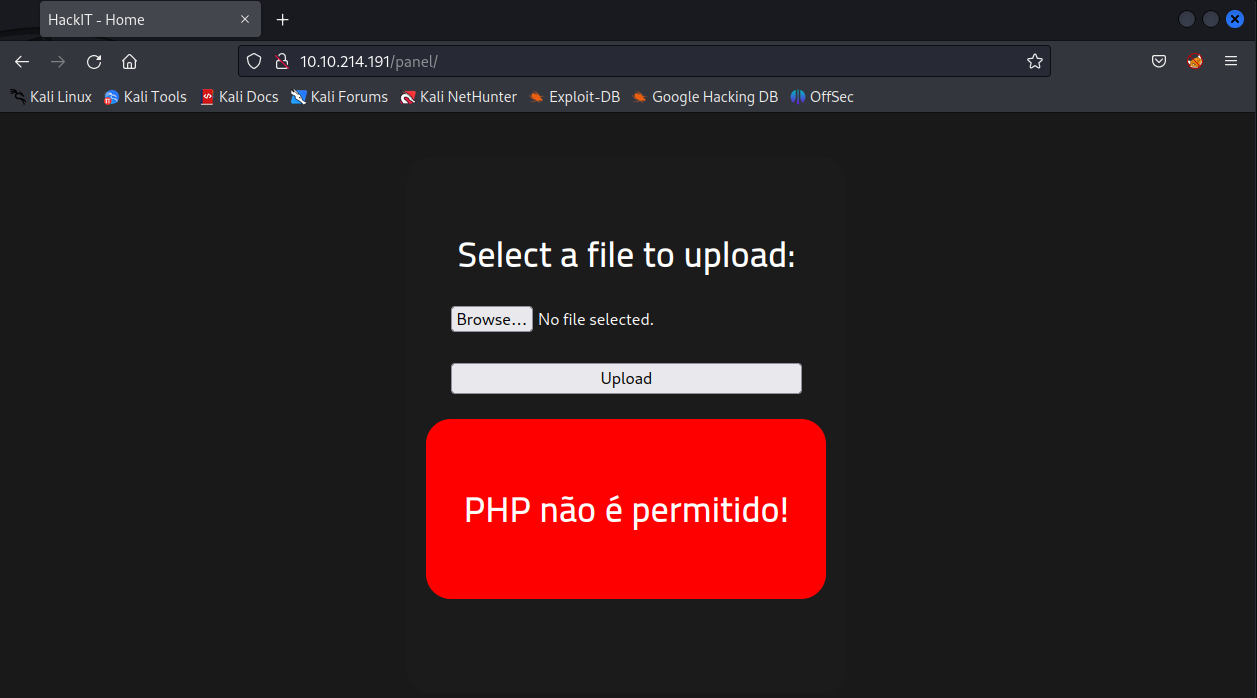 HackIT - Home
10.10.214.191/panel/
Kali Linux Kali Tools Kali Docs Kali Forums Kali NetHunter Exploit-DB Google Hacking DB OffSec
Select a file to upload:
Browse... No file selected.
Upload
PHP não é permitido!